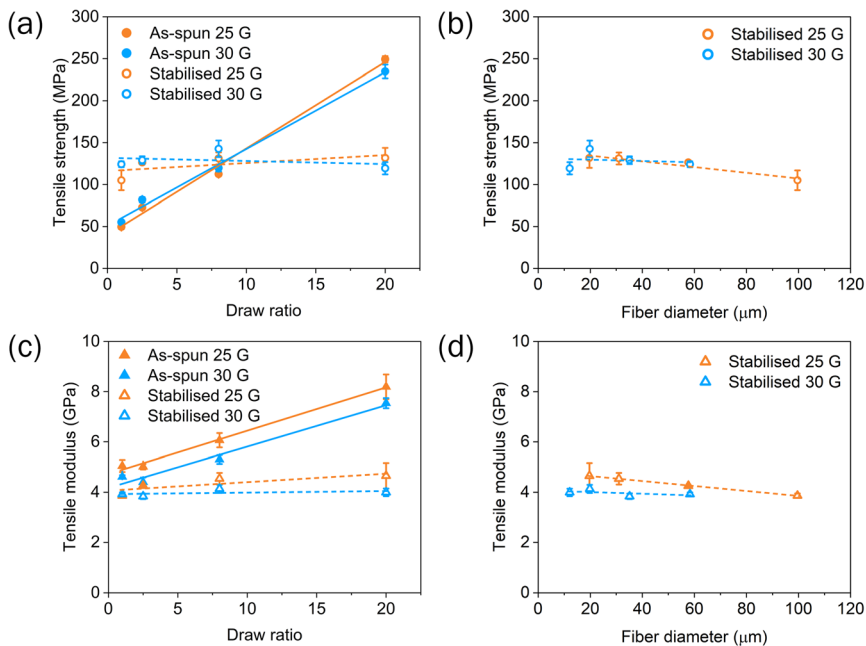 (a)
300
250
200
150
100
50
0
Tensile strength (MPa)
As-spun 25 G
As-spun 30 G
Stabilised 25 G
Stabilised 30 G
0 5 10 15 20
Draw ratio
(b)
300
250
200
150
100
50
0
Tensile strength (MPa)
Stabilised 25 G
Stabilised 30 G
0 20 40 60 80 100 120
Fiber diameter (μm)
(c)
10
8
6
4
2
0
Tensile modulus (GPa)
As-spun 25 G
As-spun 30 G
Stabilised 25 G
Stabilised 30 G
0 5 10 15 20
Draw ratio
(d)
10
8
6
4
2
0
Tensile modulus (GPa)
Stabilised 25 G
Stabilised 30 G
0 20 40 60 80 100 120
Fiber diameter (μm)